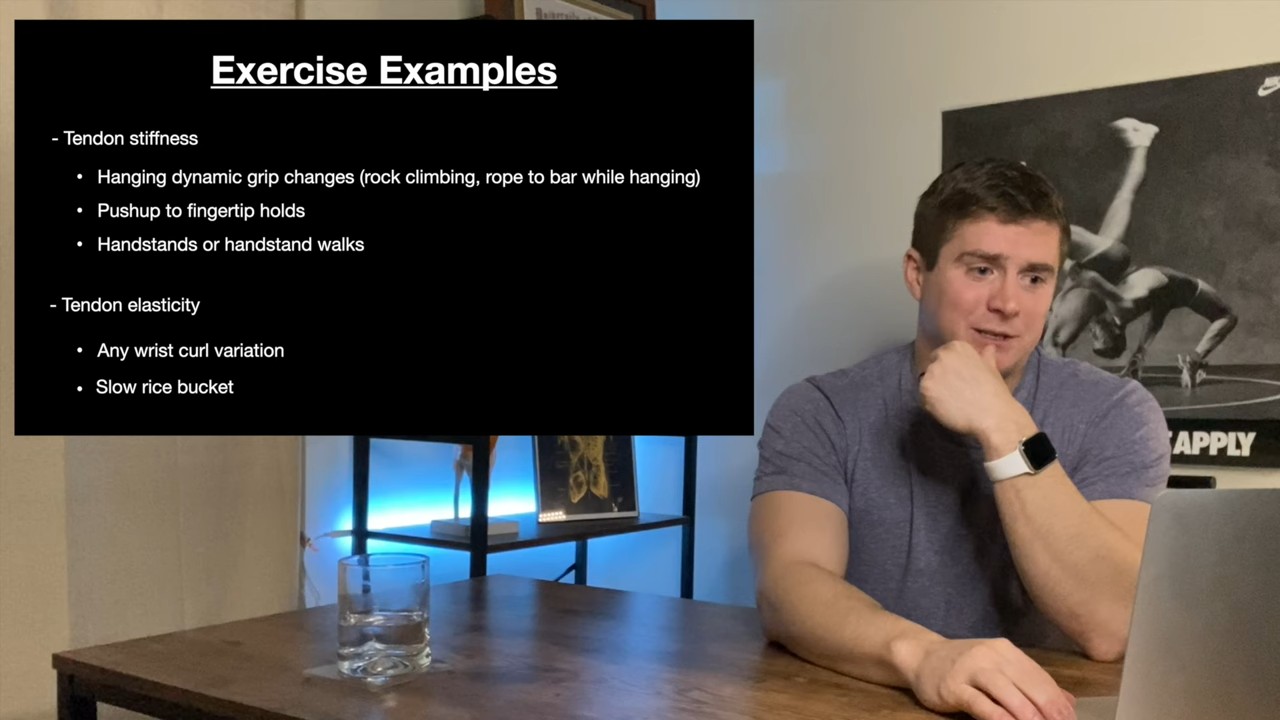 Exercise Examples
- Tendon stiffness
• Hanging dynamic grip changes (rock climbing, rope to bar while hanging)
• Pushup to fingertip holds
• Handstands or handstand walks
- Tendon elasticity
• Any wrist curl variation
• Slow rice bucket
APPLY